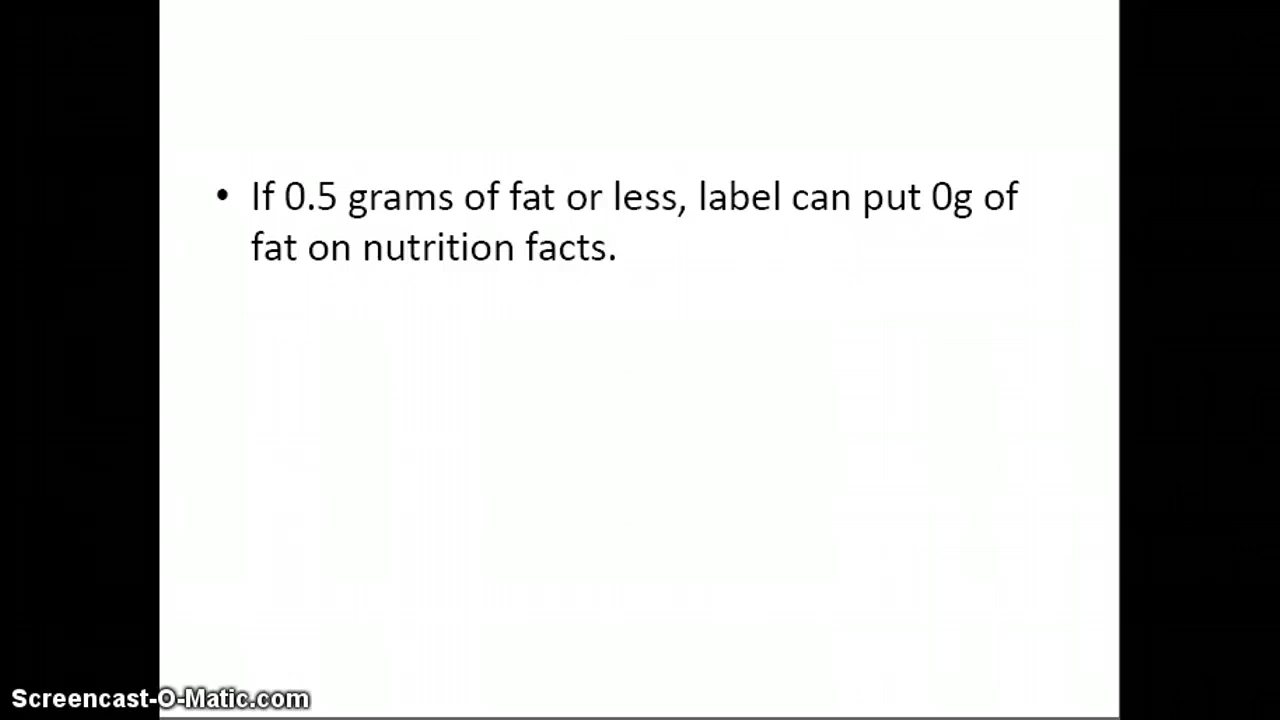 • If 0.5 grams of fat or less, label can put 0g of
fat on nutrition facts.
Screencast-O-Matic.com